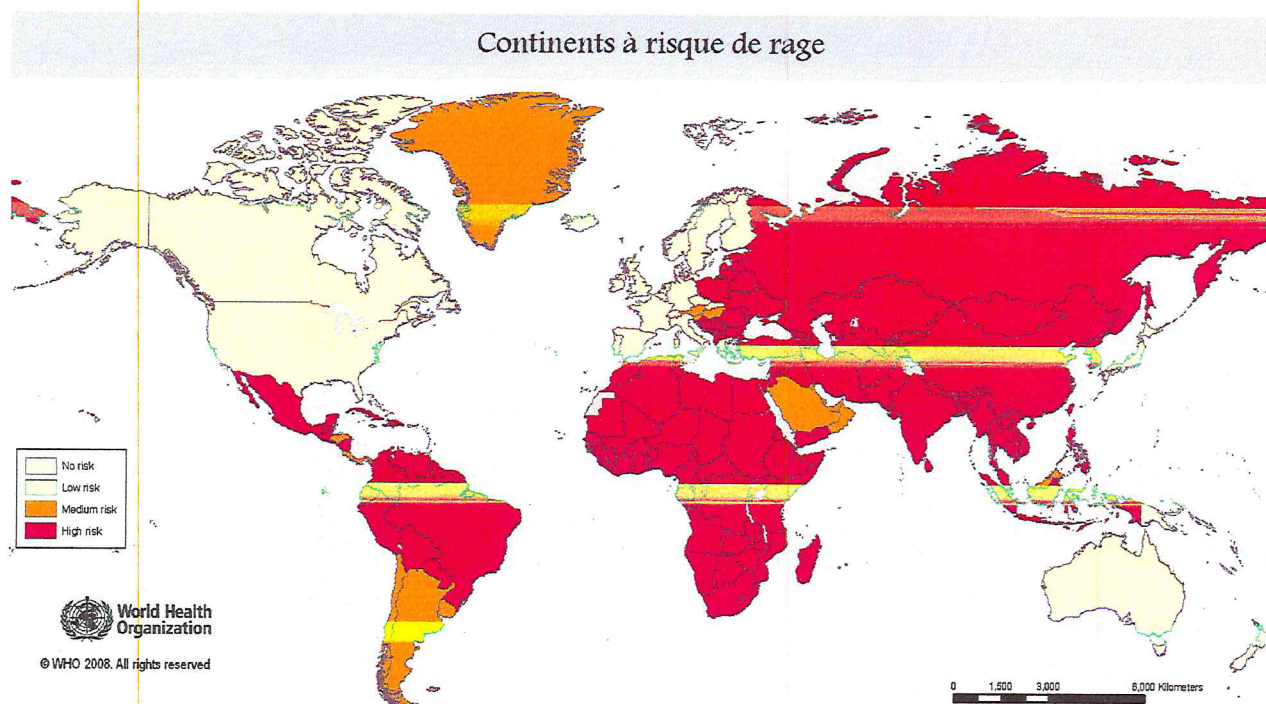 Continents à risque de rage
No risk
Low risk
Medium risk
High risk
World Health
Organization
© WHO 2008. All rights reserved
0 1,500 3,000 6,000 Kilometers